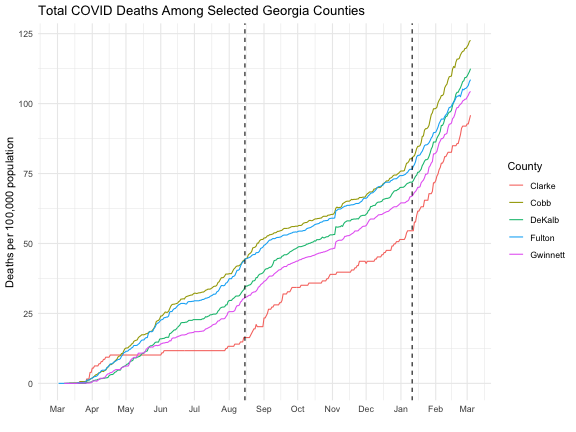 Total COVID Deaths Among Selected Georgia Counties
Deaths per 100,000 population
125
100
75
50
25
0
Mar Apr May Jun Jul Aug Sep Oct Nov Dec Jan Feb Mar
County
Clarke
Cobb
DeKalb
Fulton
Gwinnett